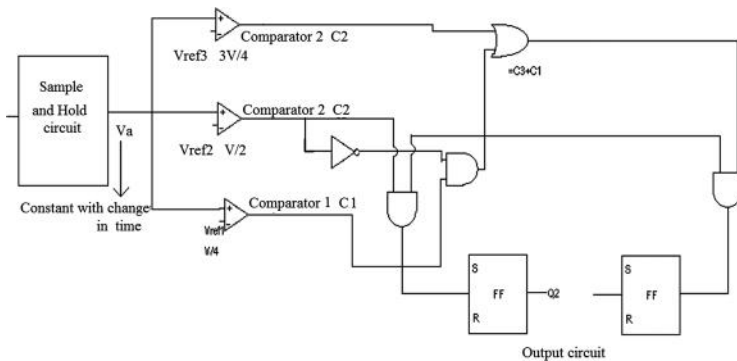 Comparator 2 C2
Vref3 3V/4
=C3+C1
Sample
and Hold
circuit
Va
Comparator 2 C2
Vref2 V/2
Constant with change
in time
Comparator 1 C1
Vref1
V/4
S
FF
R
Q2
S
FF
R
Output circuit